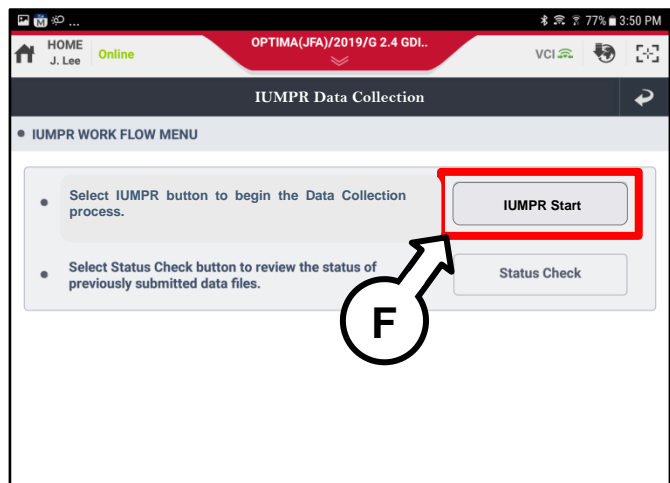 ... 77% 3:50 PM
HOME
J. Lee
Online
OPTIMA(JFA)/2019/G 2.4 GDI..
VCI
IUMPR Data Collection
• IUMPR WORK FLOW MENU
• Select IUMPR button to begin the Data Collection
process.
IUMPR Start
• Select Status Check button to review the status of
previously submitted data files.
Status Check
F